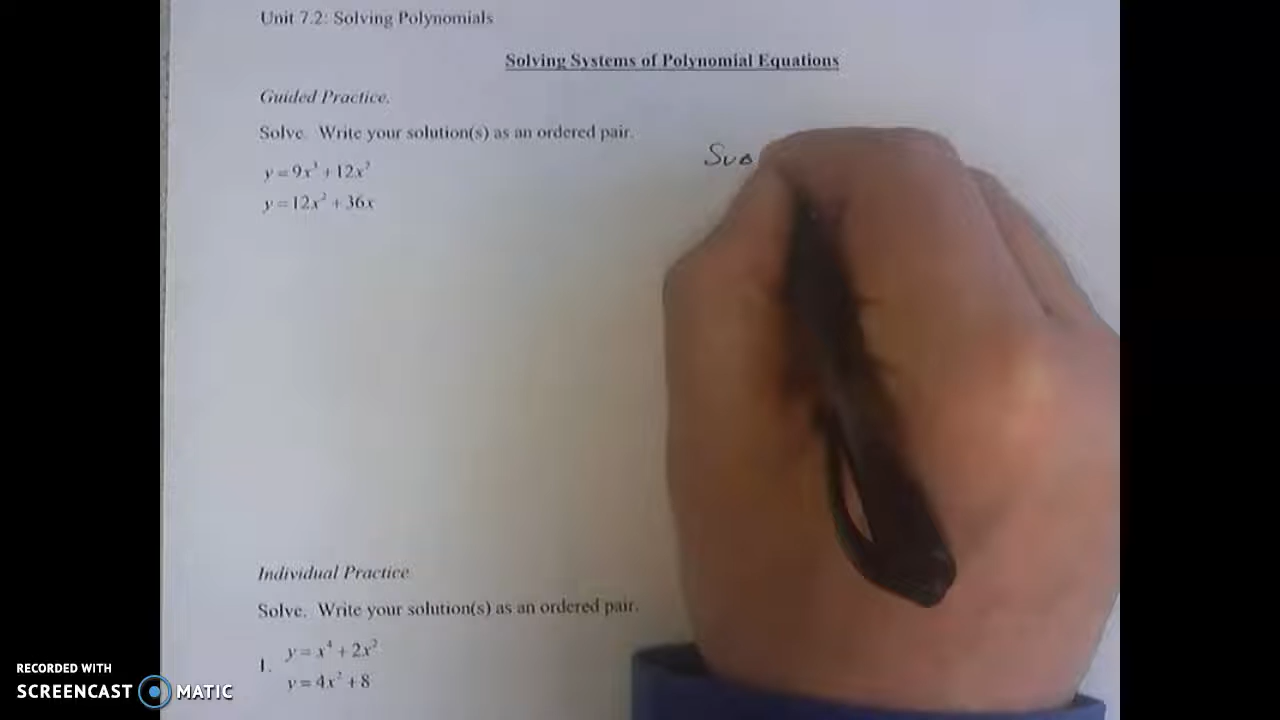 Unit 7.2: Solving Polynomials
Solving Systems of Polynomial Equations
Guided Practice.
Solve. Write your solution(s) as an ordered pair.
Sub
y = 9x³ + 12x²
y = 12x² + 36x
Individual Practice
Solve. Write your solution(s) as an ordered pair.
1. y = x⁴ + 2x²
y = 4x² + 8
RECORDED WITH
SCREENCAST MATIC